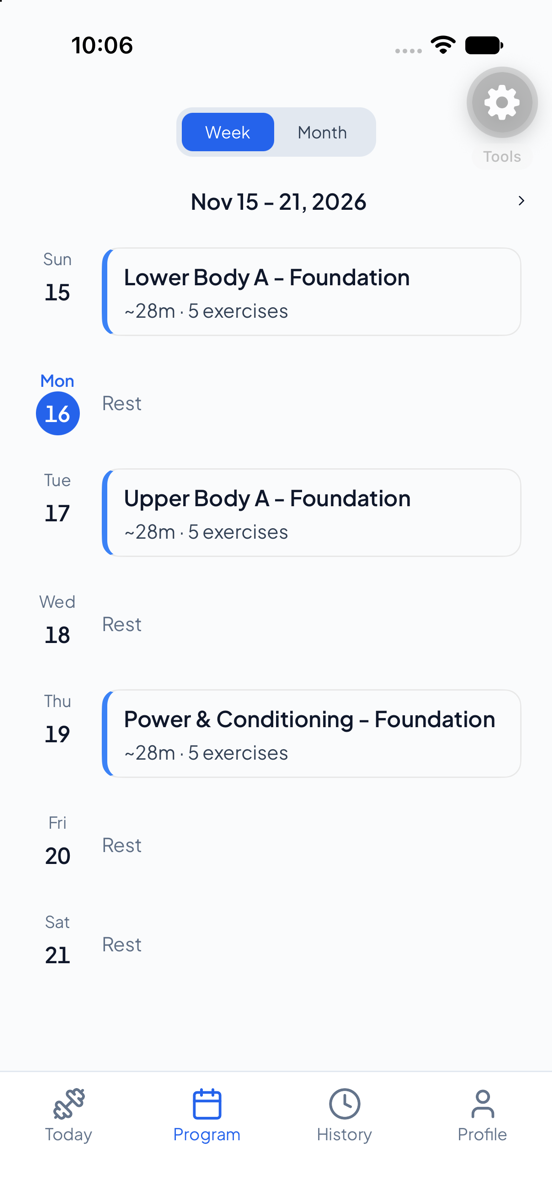 10:06
Tools
Week Month
Nov 15 – 21, 2026
Sun
15
Lower Body A – Foundation
~28m · 5 exercises
Mon
16
Rest
Tue
17
Upper Body A – Foundation
~28m · 5 exercises
Wed
18
Rest
Thu
19
Power & Conditioning – Foundation
~28m · 5 exercises
Fri
20
Rest
Sat
21
Rest
Today Program History Profile